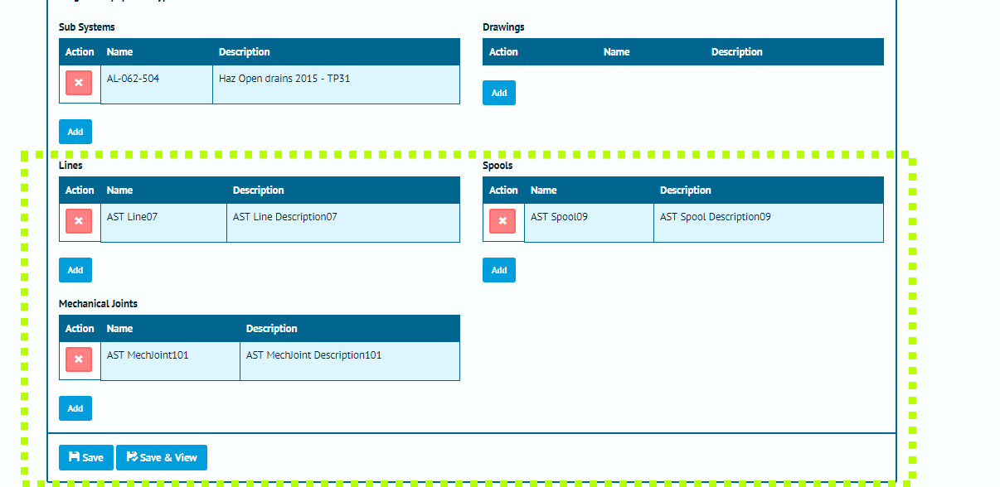 Sub Systems
Action Name Description
AL-062-504 Haz Open drains 2015 - TP31
Add
Drawings
Action Name Description
Add
Lines
Action Name Description
AST Line07 AST Line Description07
Add
Spools
Action Name Description
AST Spool09 AST Spool Description09
Add
Mechanical Joints
Action Name Description
AST MechJoint101 AST MechJoint Description101
Add
Save Save & View